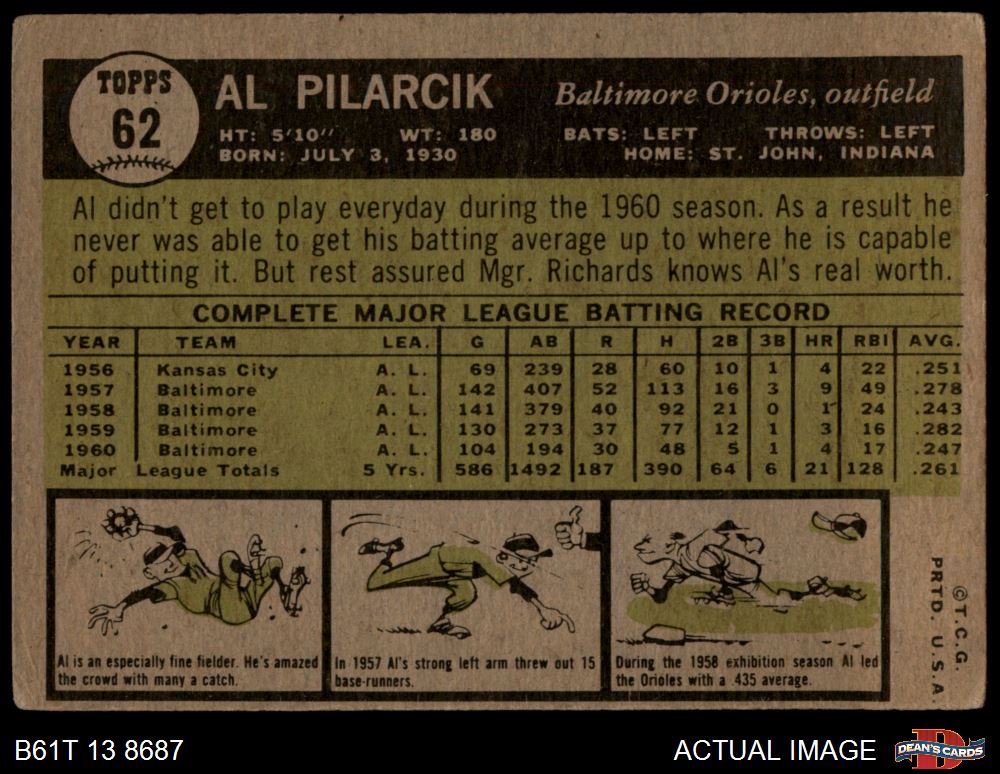 TOPPS
62
AL PILARCIK
Baltimore Orioles, outfield
HT: 5'10" WT: 180 BATS: LEFT THROWS: LEFT
BORN: JULY 3, 1930 HOME: ST. JOHN, INDIANA
Al didn't get to play everyday during the 1960 season. As a result he
never was able to get his batting average up to where he is capable
of putting it. But rest assured Mgr. Richards knows Al's real worth.
COMPLETE MAJOR LEAGUE BATTING RECORD
YEAR TEAM LEA. G AB R H 2B 3B HR RBI AVG.
1956 Kansas City A. L. 69 239 28 60 10 1 4 22 .251
1957 Baltimore A. L. 142 407 52 113 16 3 9 49 .278
1958 Baltimore A. L. 141 379 40 92 21 0 1 24 .243
1959 Baltimore A. L. 130 273 37 77 12 1 3 16 .282
1960 Baltimore A. L. 104 194 30 48 5 1 4 17 .247
Major League Totals 5 Yrs. 586 1492 187 390 64 6 21 128 .261
Al is an especially fine fielder. He's amazed
the crowd with many a catch.
In 1957 Al's strong left arm threw out 15
base-runners.
During the 1958 exhibition season Al led
the Orioles with a .435 average.
©T.C.G.
PRTD. U.S.A.
B61T 13 8687
ACTUAL IMAGE
DEAN'S CARDS